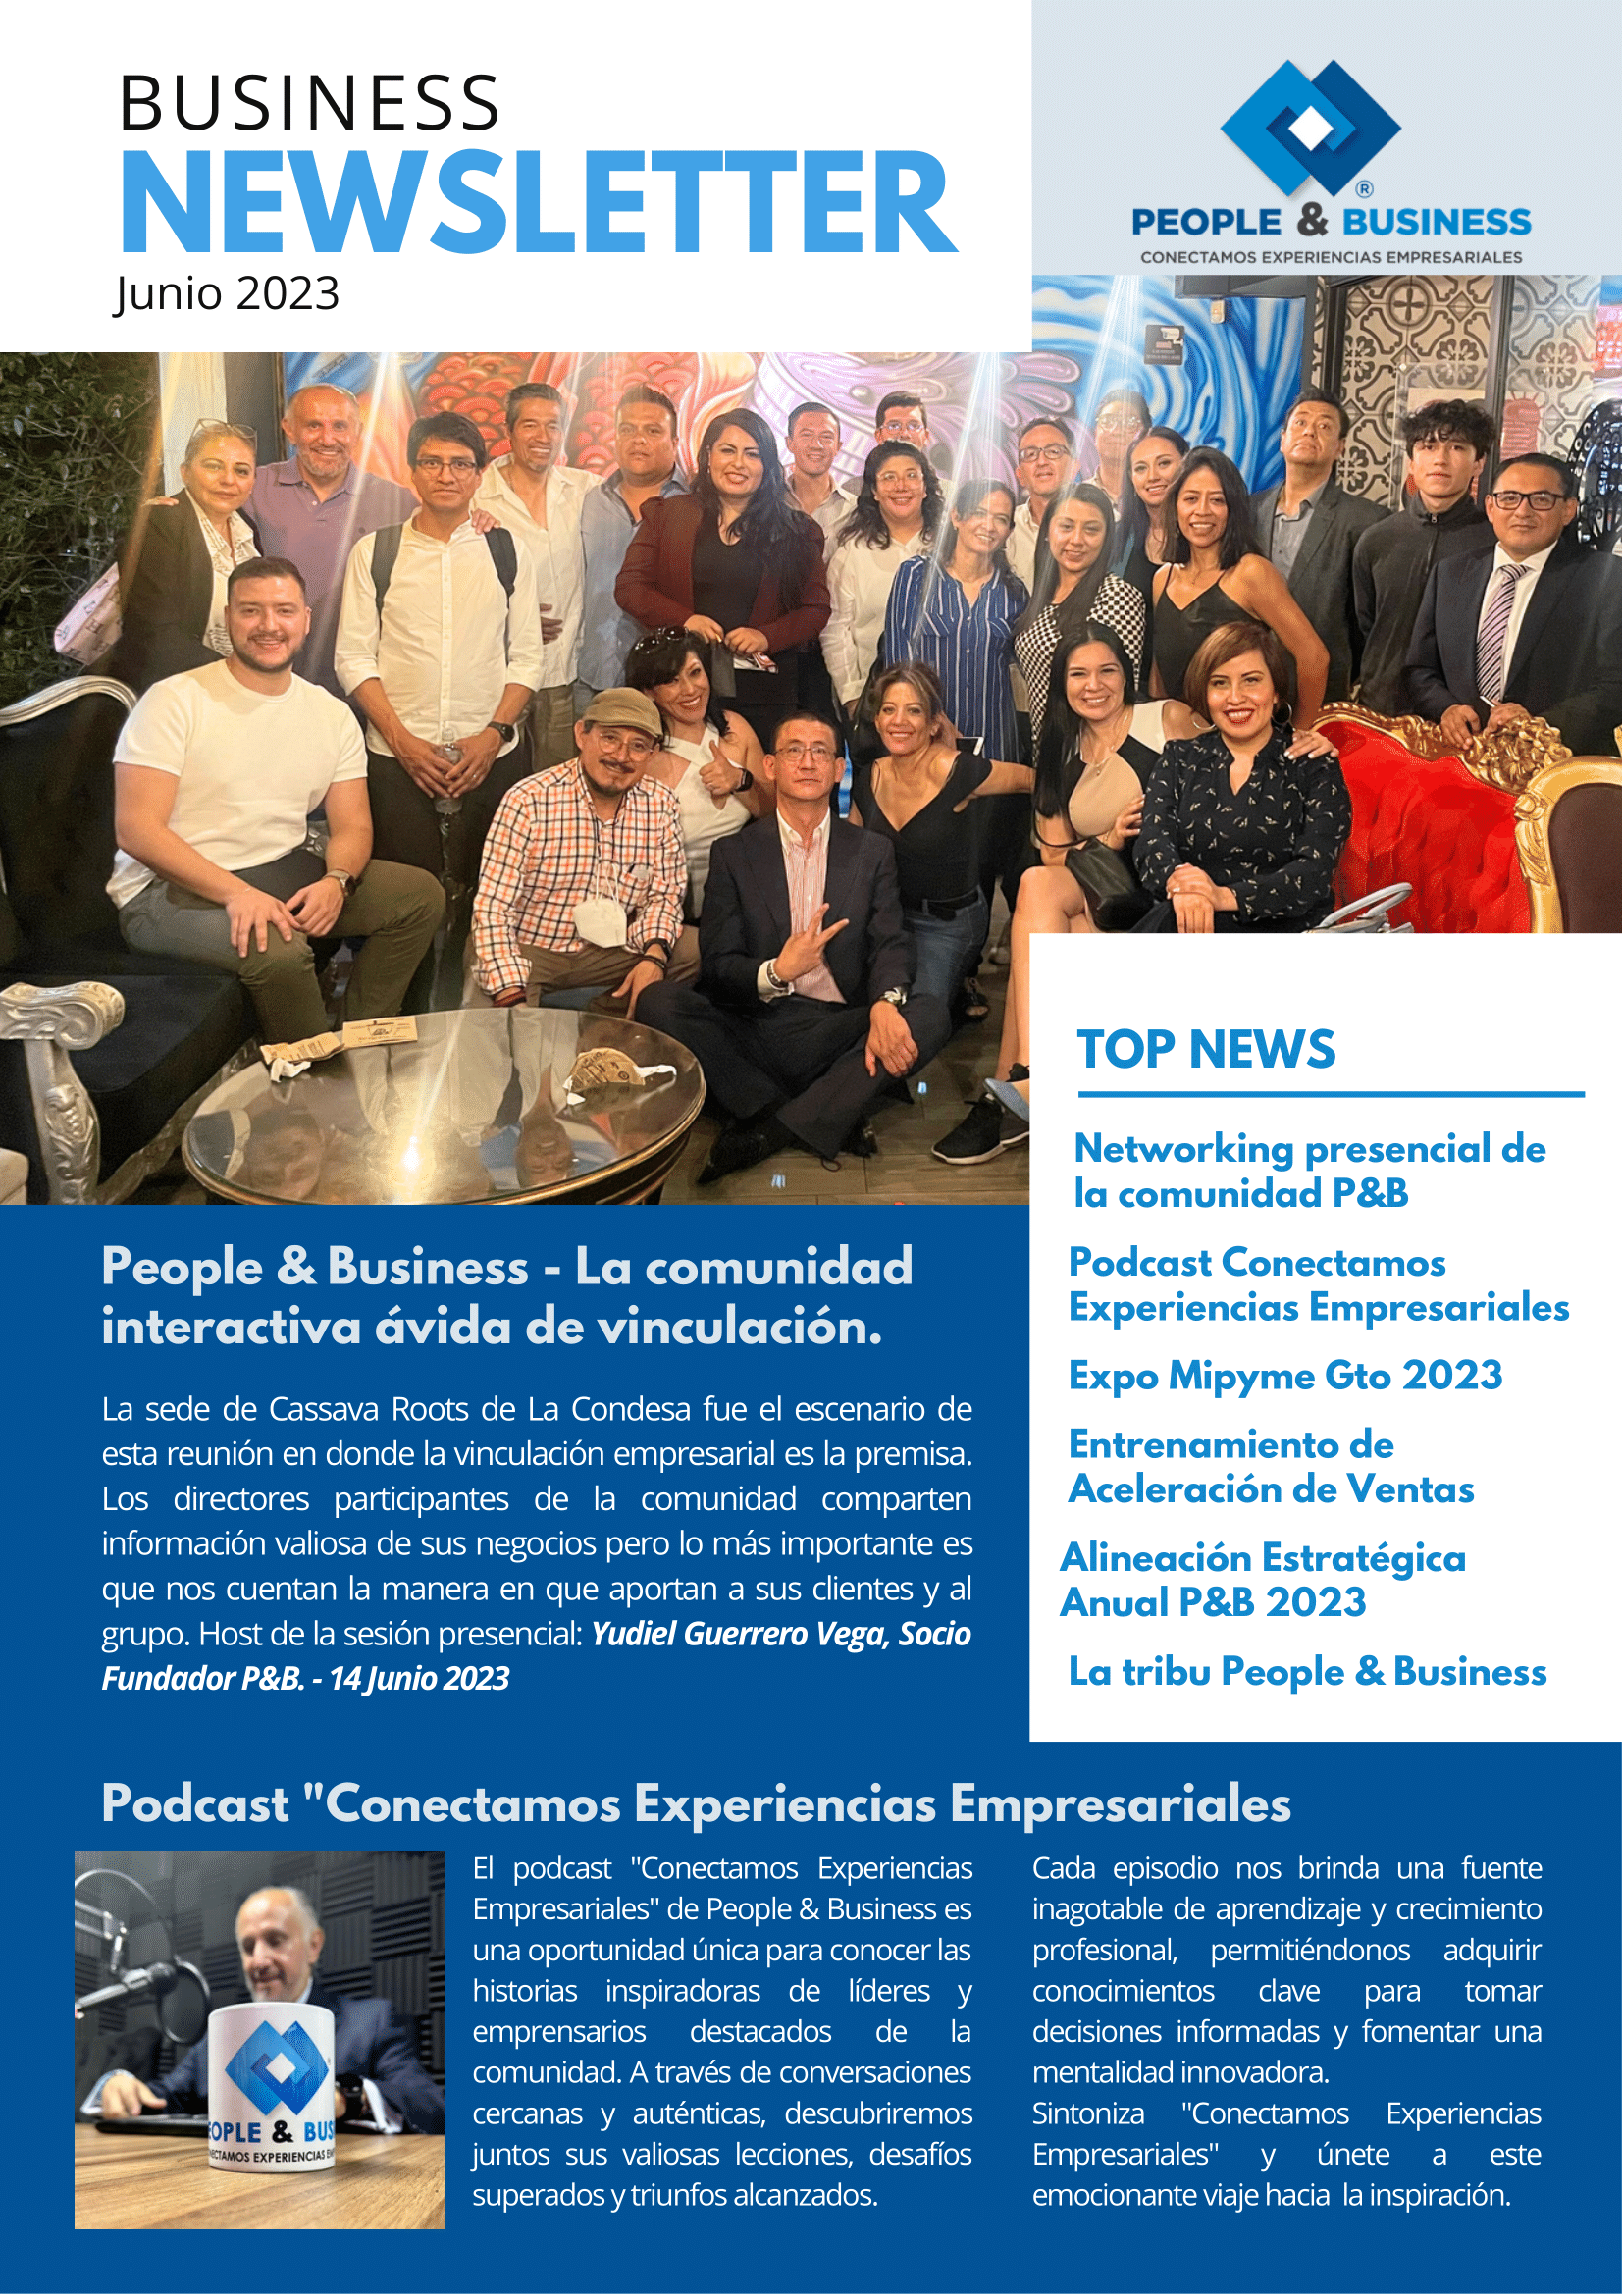 BUSINESS
NEWSLETTER
Junio 2023
®
PEOPLE & BUSINESS
CONECTAMOS EXPERIENCIAS EMPRESARIALES
TOP NEWS
Networking presencial de
la comunidad P&B
Podcast Conectamos
Experiencias Empresariales
Expo Mipyme Gto 2023
Entrenamiento de
Aceleración de Ventas
Alineación Estratégica
Anual P&B 2023
La tribu People & Business
People & Business - La comunidad
interactiva ávida de vinculación.
La sede de Cassava Roots de La Condesa fue el escenario de
esta reunión en donde la vinculación empresarial es la premisa.
Los directores participantes de la comunidad comparten
información valiosa de sus negocios pero lo más importante es
que nos cuentan la manera en que aportan a sus clientes y al
grupo. Host de la sesión presencial: Yudiel Guerrero Vega, Socio
Fundador P&B. - 14 Junio 2023
Podcast "Conectamos Experiencias Empresariales
El podcast "Conectamos Experiencias
Empresariales" de People & Business es
una oportunidad única para conocer las
historias inspiradoras de líderes y
emprensarios destacados de la
comunidad. A través de conversaciones
cercanas y auténticas, descubriremos
juntos sus valiosas lecciones, desafíos
superados y triunfos alcanzados.
Cada episodio nos brinda una fuente
inagotable de aprendizaje y crecimiento
profesional, permitiéndonos adquirir
conocimientos clave para tomar
decisiones informadas y fomentar una
mentalidad innovadora.
Sintoniza "Conectamos Experiencias
Empresariales" y únete a este
emocionante viaje hacia la inspiración.
EOPLE & BUS
ECTAMOS EXPERIENCIAS EM